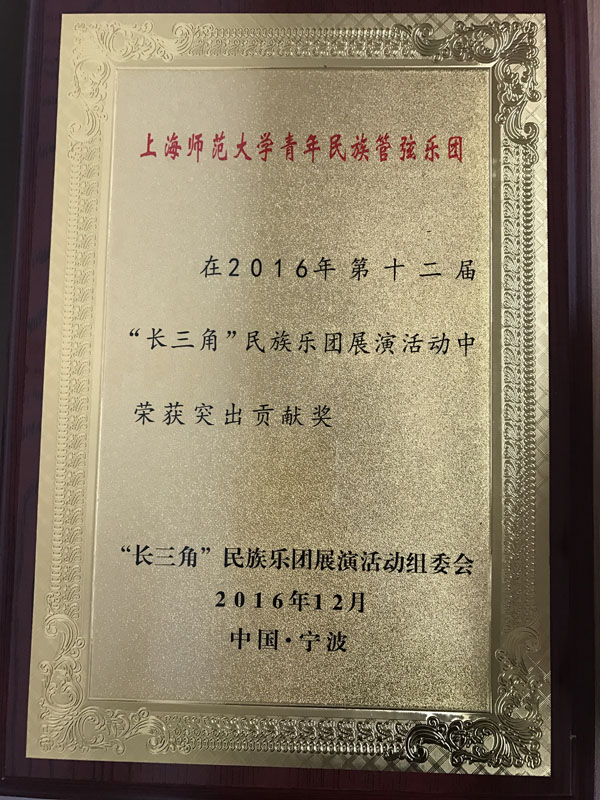 上海师范大学青年民族管弦乐团
在2016年第十二届
“长三角”民族乐团展演活动中
荣获突出贡献奖
“长三角”民族乐团展演活动组委会
2016年12月
中国·宁波